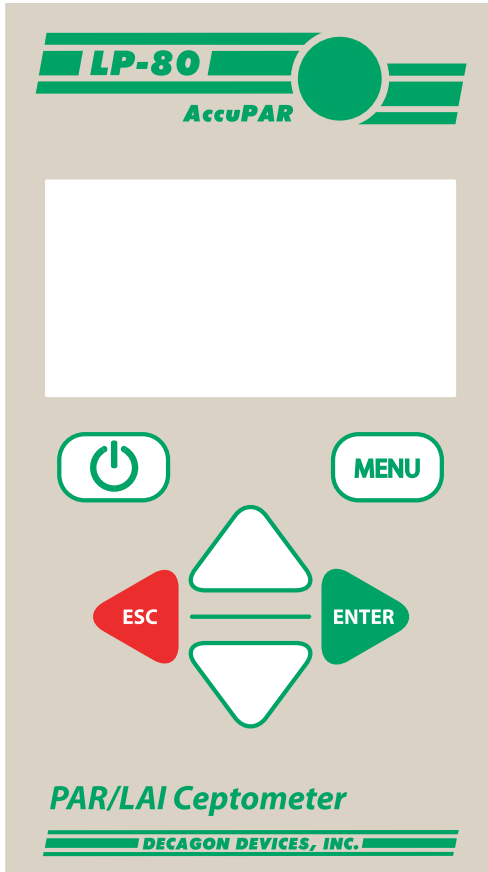 LP-80
AccuPAR
MENU
ESC
ENTER
PAR/LAI Ceptometer
DECAGON DEVICES, INC.